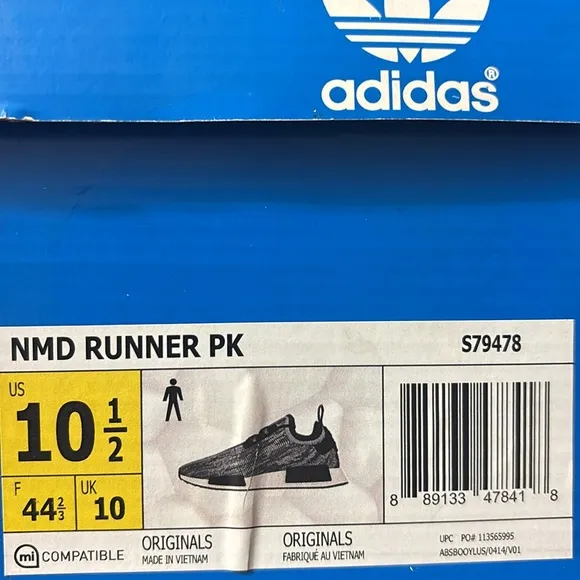 adidas®
NMD RUNNER PK S79478
US
10 1/2
F
44 2/3
UK
10
mi COMPATIBLE
ORIGINALS
MADE IN VIETNAM
ORIGINALS
FABRIQUÉ AU VIETNAM
8 89133 47841 8
UPC PO# 113565995
ABSBOOYLUS/0414/V01